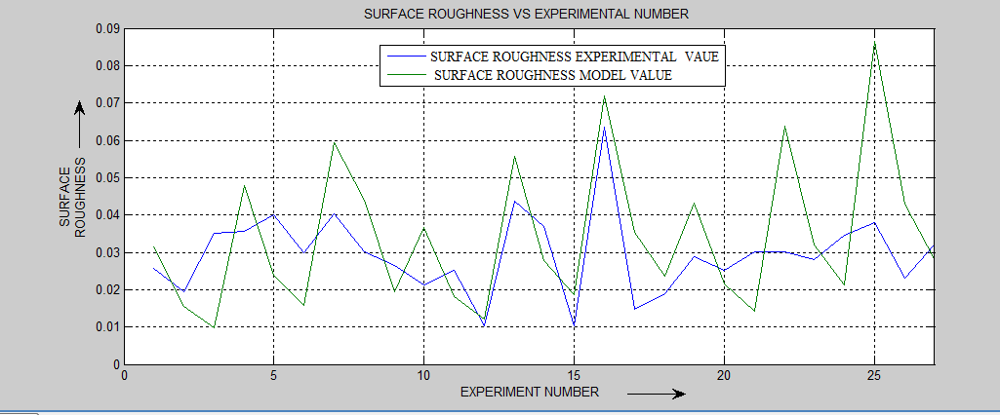 SURFACE ROUGHNESS VS EXPERIMENTAL NUMBER
SURFACE ROUGHNESS EXPERIMENTAL VAUE
SURFACE ROUGHNESS MODEL VALUE
0.09
0.08
0.07
0.06
0.05
0.04
0.03
0.02
0.01
0
SURFACE
ROUGHNESS
0 5 10 15 20 25
EXPERIMENT NUMBER